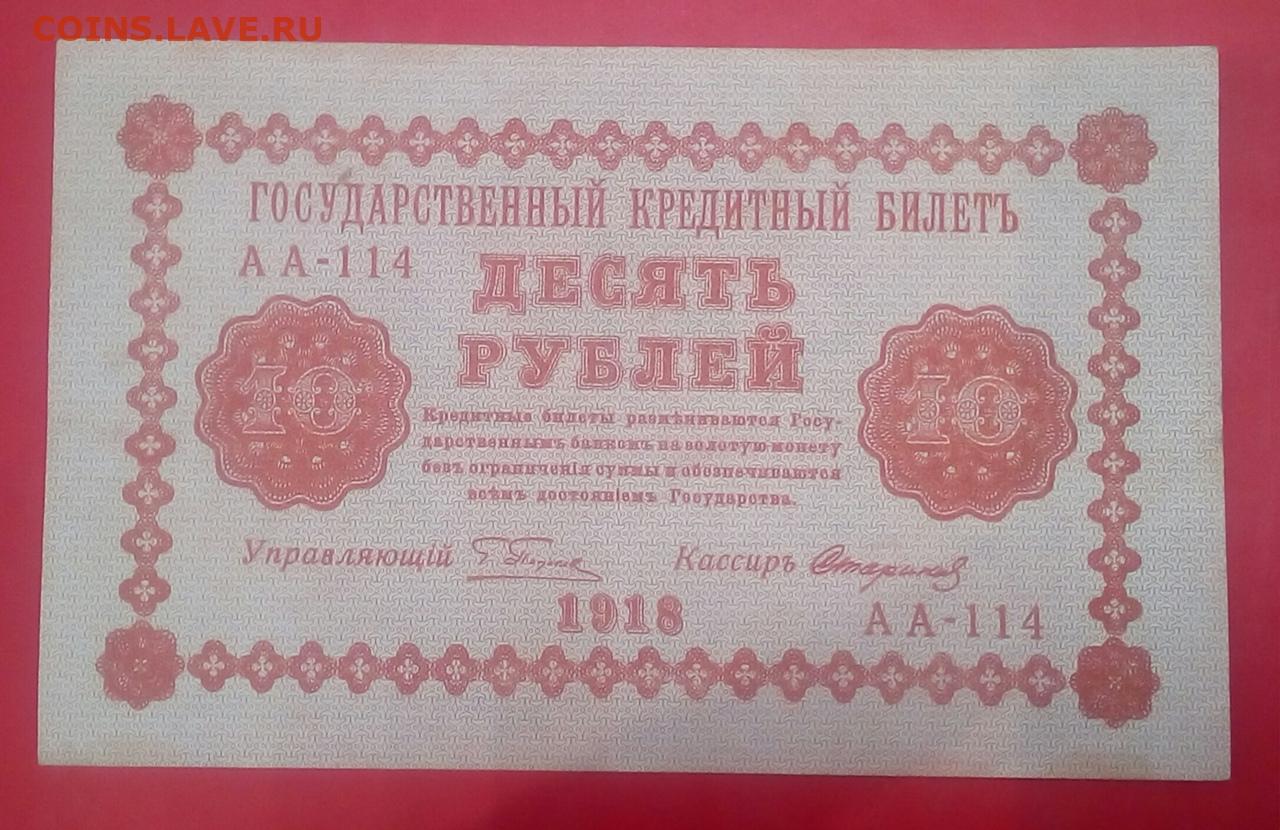 COINS.LAVE.RU
ГОСУДАРСТВЕННЫЙ КРЕДИТНЫЙ БИЛЕТЪ
АА-114
ДЕСЯТЬ
РУБЛЕЙ
10
10
Кредитные билеты размѣниваются Госу-
дарственнымъ банкомъ на золотую монету
безъ ограниченія суммы и обезпечиваются
всѣмъ достояніемъ Государства.
Управляющій
Кассиръ Стариков
1918
АА-114